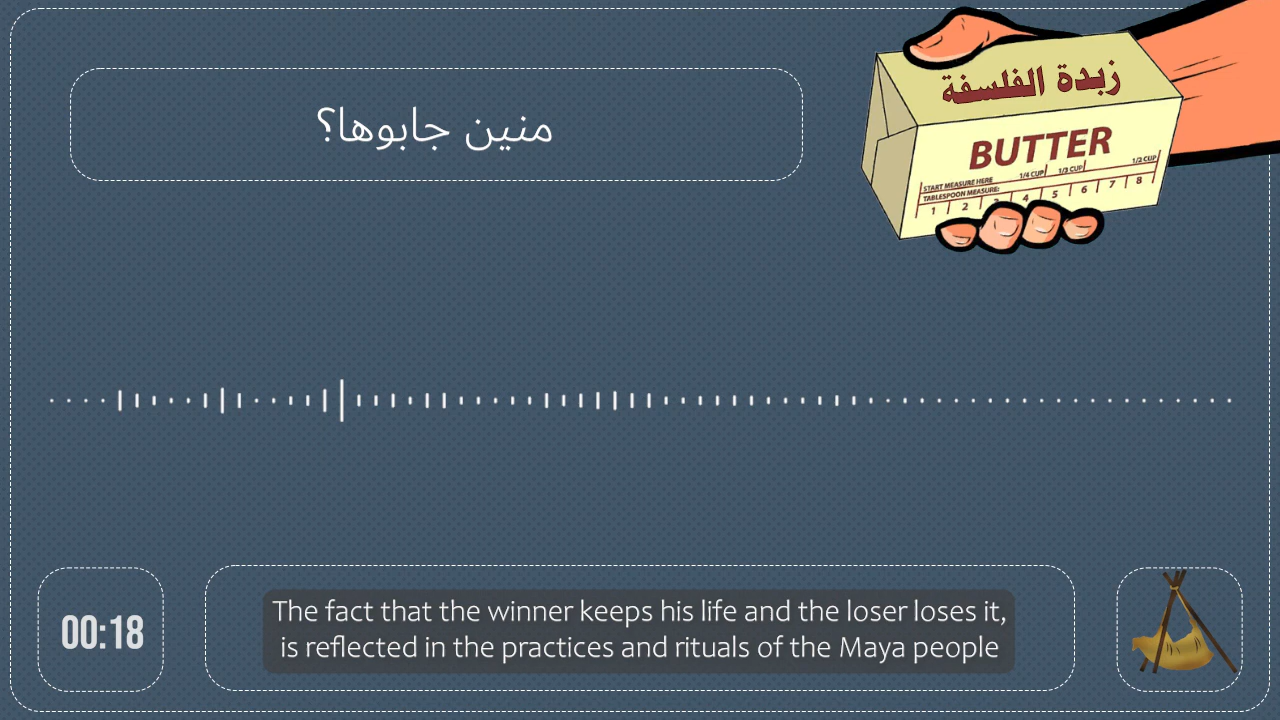 زبدة الفلسفة
منين جابوها؟
BUTTER
START MEASURE HERE 1/4 CUP 1/3 CUP 1/2 CUP
TABLESPOON MEASURE:
1 2 3 4 5 6 7 8
00:18
The fact that the winner keeps his life and the loser loses it,
is reflected in the practices and rituals of the Maya people